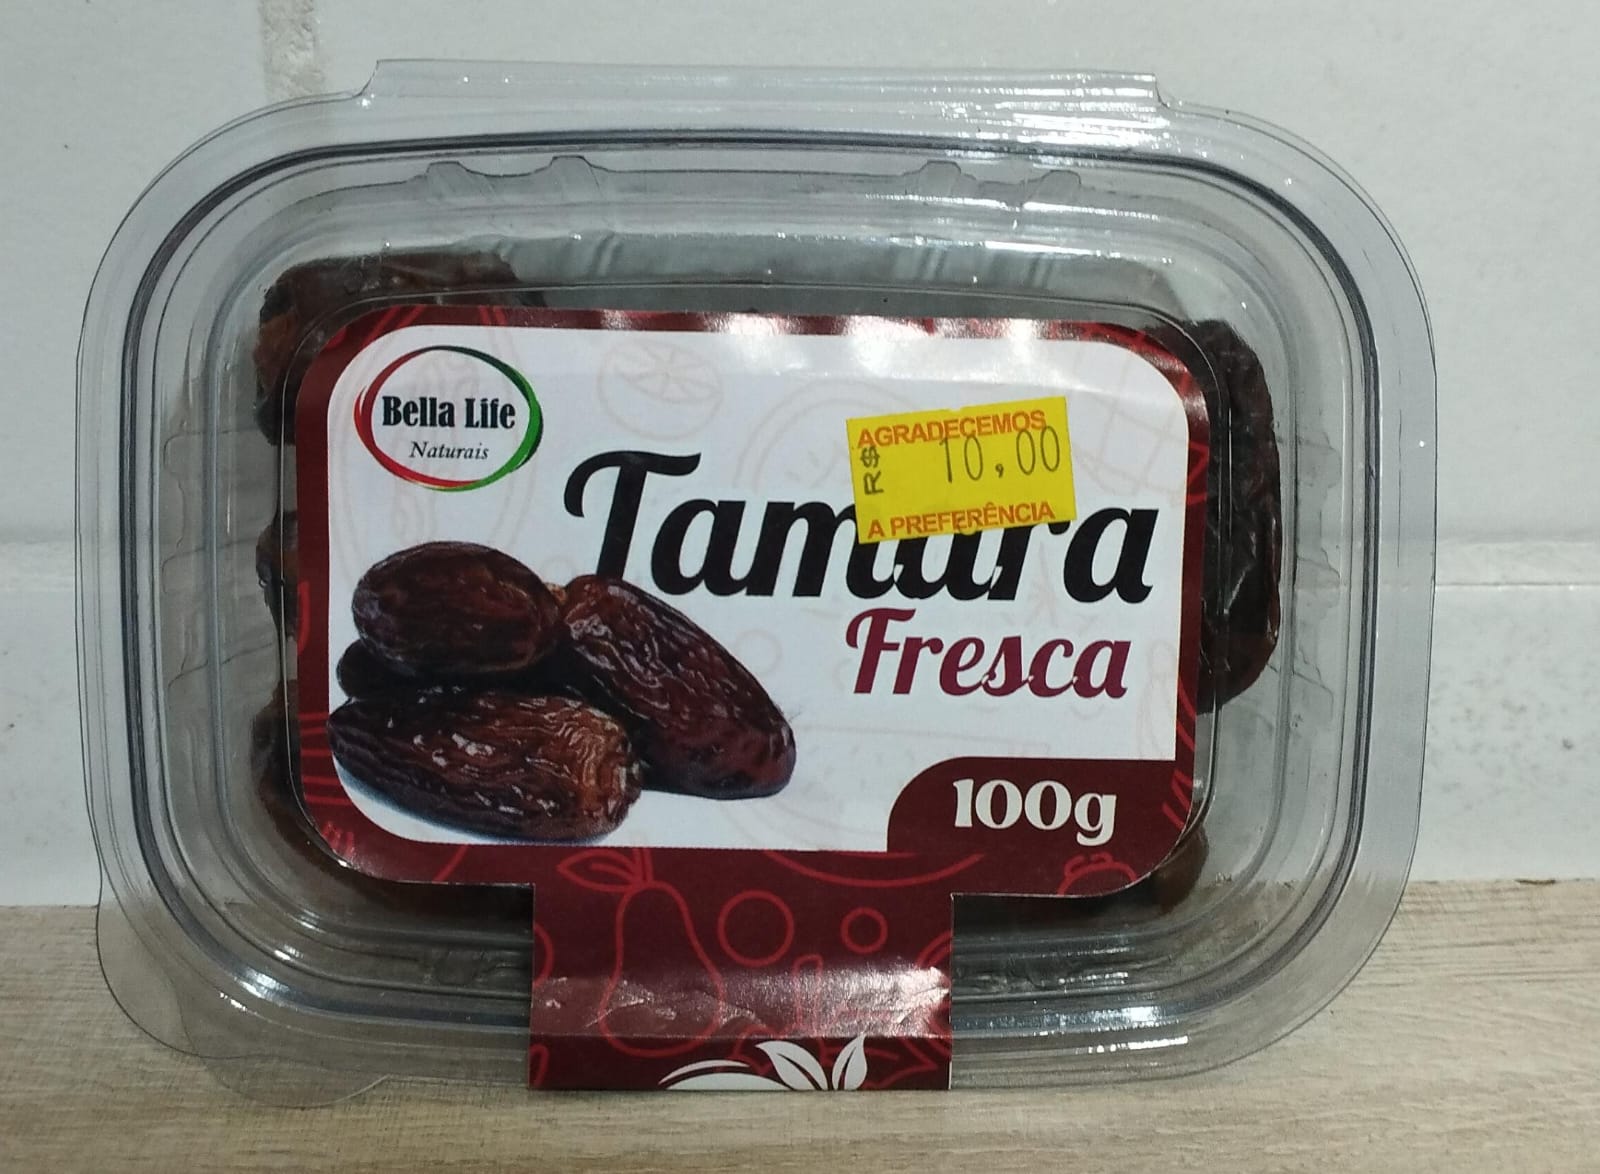 Bella Life
Naturais
AGRADECEMOS
R$ 10,00
A PREFERÊNCIA
Tamara
Fresca
100g